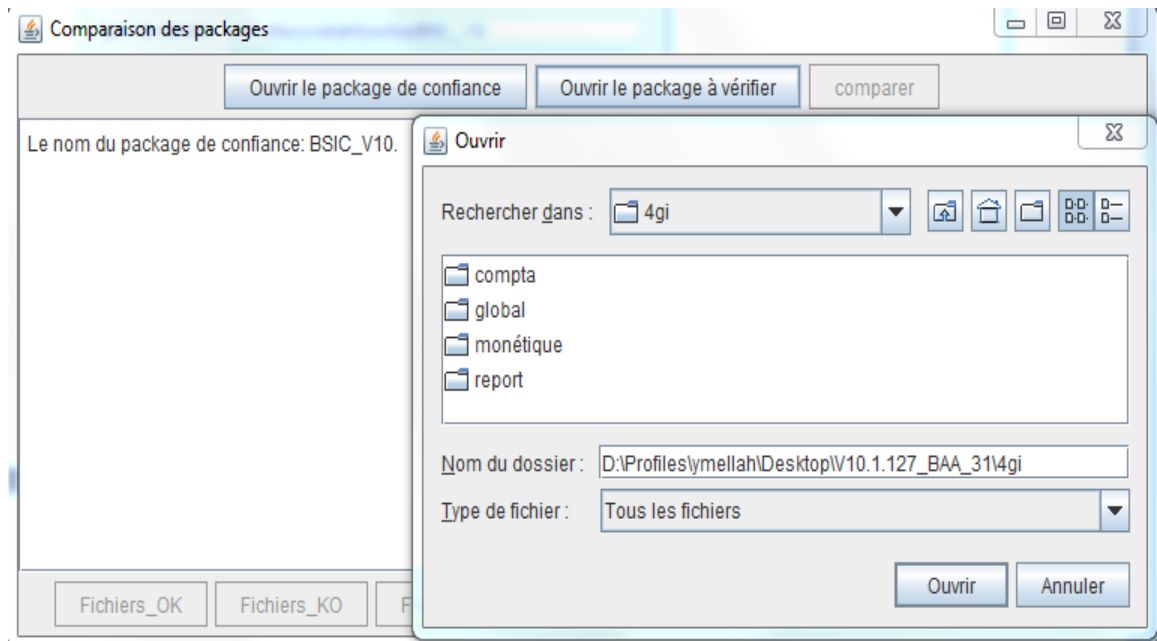 Comparaison des packages
Ouvrir le package de confiance
Ouvrir le package à vérifier
comparer
Le nom du package de confiance: BSIC_V10.
Ouvrir
Rechercher dans :
4gi
compta
global
monétique
report
Nom du dossier :
D:\Profiles\ymellah\Desktop\V10.1.127_BAA_31\4gi
Type de fichier :
Tous les fichiers
Ouvrir
Annuler
Fichiers_OK
Fichiers_KO
F